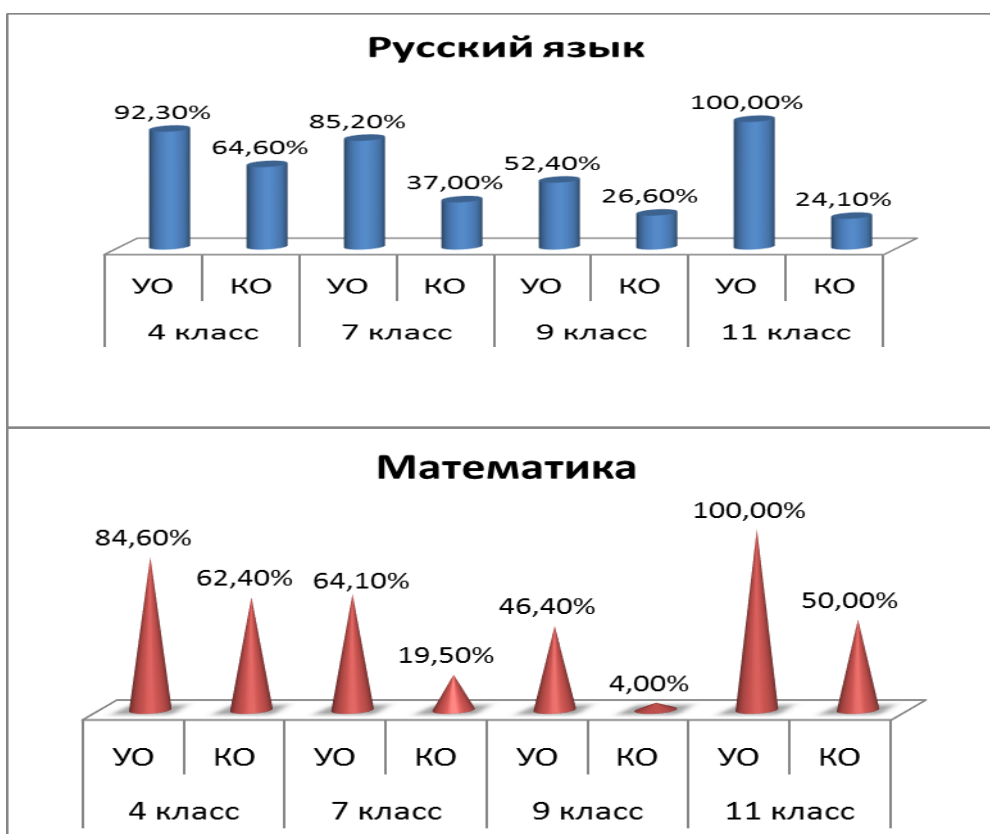 Русский язык
92,30% 64,60% 85,20% 37,00% 52,40% 26,60% 100,00% 24,10%
УО КО УО КО УО КО УО КО
4 класс 7 класс 9 класс 11 класс
Математика
84,60% 62,40% 64,10% 19,50% 46,40% 4,00% 100,00% 50,00%
УО КО УО КО УО КО УО КО
4 класс 7 класс 9 класс 11 класс